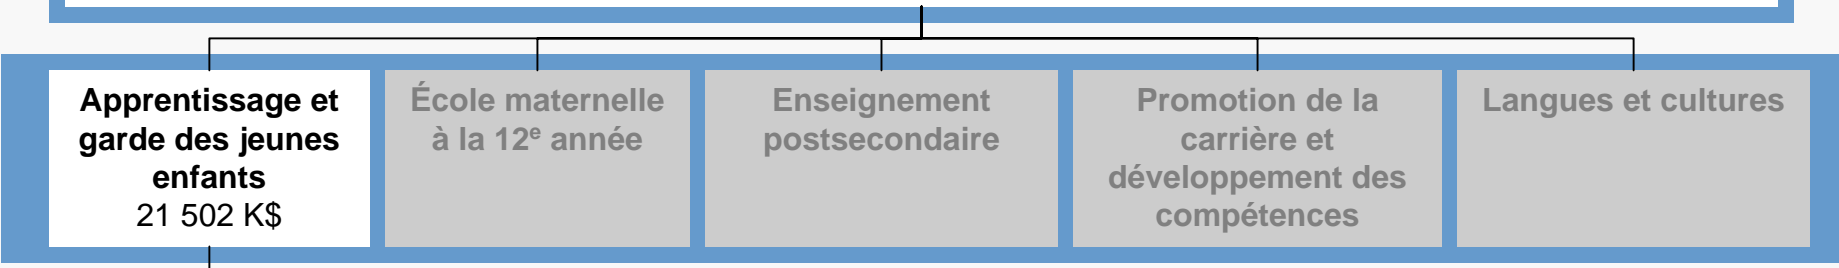 Apprentissage et
garde des jeunes
enfants
21 502 K$
École maternelle
à la 12e année
Enseignement
postsecondaire
Promotion de la
carrière et
développement des
compétences
Langues et cultures